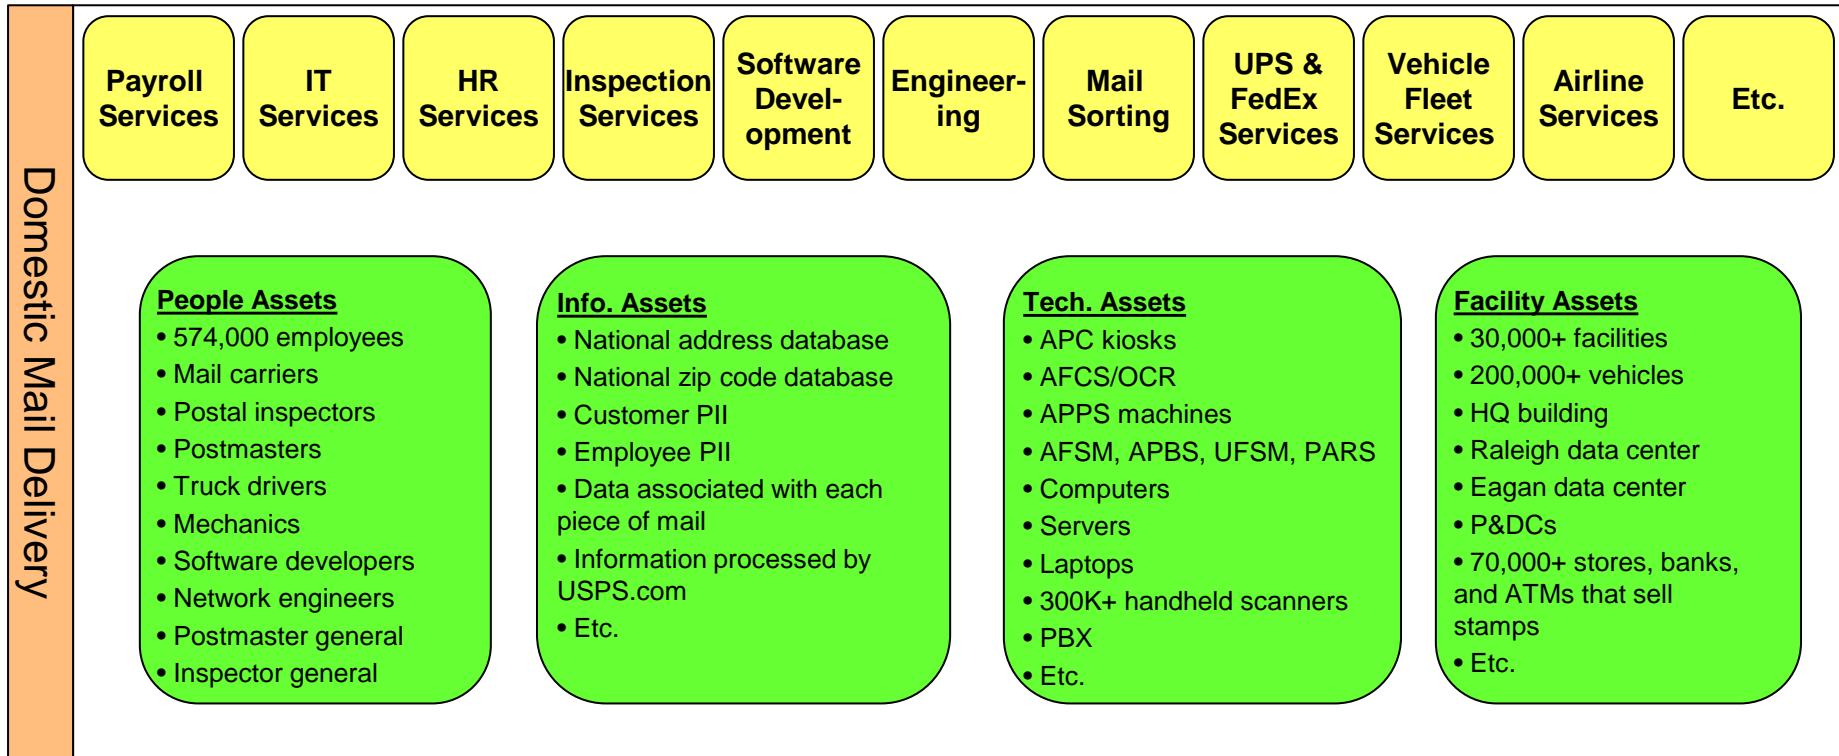 Domestic Mail Delivery
Payroll
Services
IT
Services
HR
Services
Inspection
Services
Software
Devel-
opment
Engineer-
ing
Mail
Sorting
UPS &
FedEx
Services
Vehicle
Fleet
Services
Airline
Services
Etc.
People Assets
• 574,000 employees
• Mail carriers
• Postal inspectors
• Postmasters
• Truck drivers
• Mechanics
• Software developers
• Network engineers
• Postmaster general
• Inspector general
Info. Assets
• National address database
• National zip code database
• Customer PII
• Employee PII
• Data associated with each
piece of mail
• Information processed by
USPS.com
• Etc.
Tech. Assets
• APC kiosks
• AFCS/OCR
• APPS machines
• AFSM, APBS, UFSM, PARS
• Computers
• Servers
• Laptops
• 300K+ handheld scanners
• PBX
• Etc.
Facility Assets
• 30,000+ facilities
• 200,000+ vehicles
• HQ building
• Raleigh data center
• Eagan data center
• P&DCs
• 70,000+ stores, banks,
and ATMs that sell
stamps
• Etc.